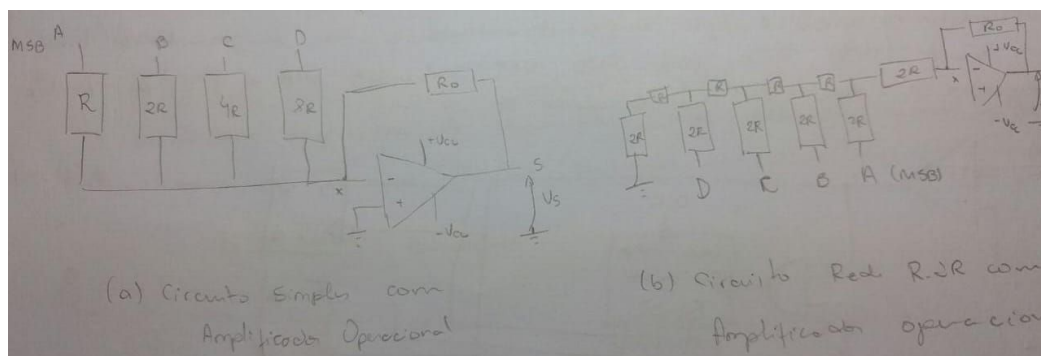 MSB A
B
C
D
R
2R
4R
8R
Ro
+Vcc
-Vcc
x
-
+
S
Vs
(a) Circuito Simples com
Amplificador Operacional
Ro
+Vcc
-Vcc
x
-
+
2R
R
R
R
R
2R
2R
2R
2R
2R
D
C
B
A (MSB)
(b) Circuito Rede R-2R com
Amplificador operacion